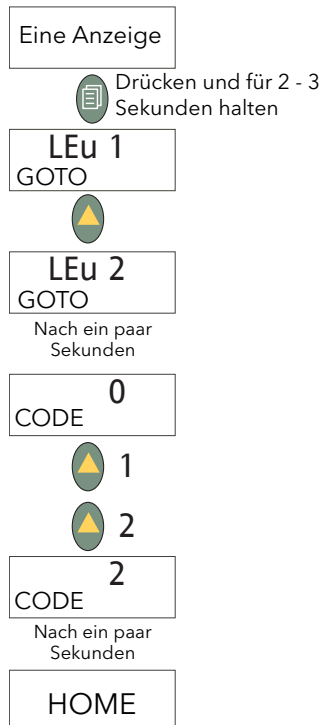 Eine Anzeige
Drücken und für 2 - 3
Sekunden halten
LEu 1
GOTO
LEu 2
GOTO
Nach ein paar
Sekunden
0
CODE
1
2
2
CODE
Nach ein paar
Sekunden
HOME